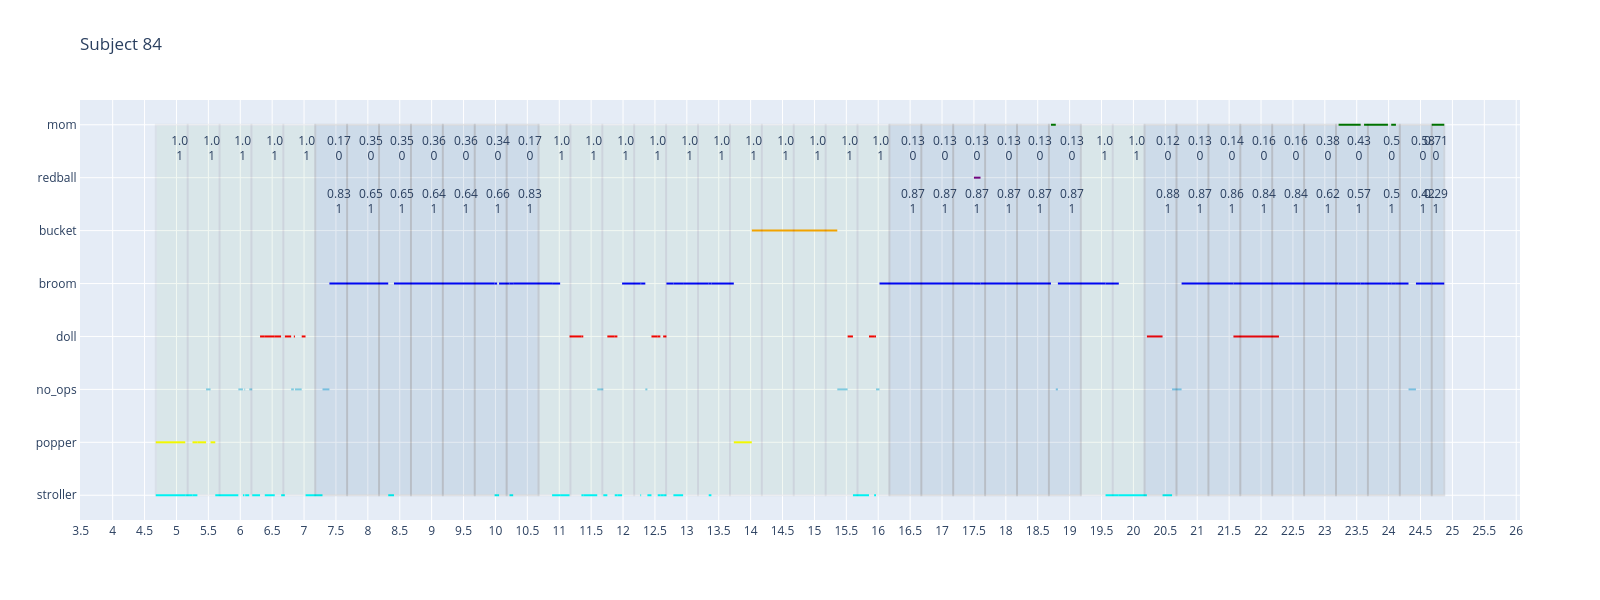 Subject 84
mom
1.0 1.0 1.0 1.0 1.0 0.17 0.35 0.35 0.36 0.36 0.34 0.17 1.0 1.0 1.0 1.0 1.0 1.0 1.0 1.0 1.0 1.0 1.0 0.13 0.13 0.13 0.13 0.13 0.13 1.0 1.0 0.12 0.13 0.14 0.16 0.16 0.38 0.43 0.5 0.58 0.71
1 1 1 1 1 0 0 0 0 0 0 0 1 1 1 1 1 1 1 1 1 1 1 0 0 0 0 0 0 1 1 0 0 0 0 0 0 0 0 0 0
redball
0.83 0.65 0.65 0.64 0.64 0.66 0.83 0.87 0.87 0.87 0.87 0.87 0.87 0.88 0.87 0.86 0.84 0.84 0.62 0.57 0.5 0.42 0.29
1 1 1 1 1 1 1 1 1 1 1 1 1 1 1 1 1 1 1 1 1 1 1
bucket
broom
doll
no_ops
popper
stroller
3.5 4 4.5 5 5.5 6 6.5 7 7.5 8 8.5 9 9.5 10 10.5 11 11.5 12 12.5 13 13.5 14 14.5 15 15.5 16 16.5 17 17.5 18 18.5 19 19.5 20 20.5 21 21.5 22 22.5 23 23.5 24 24.5 25 25.5 26